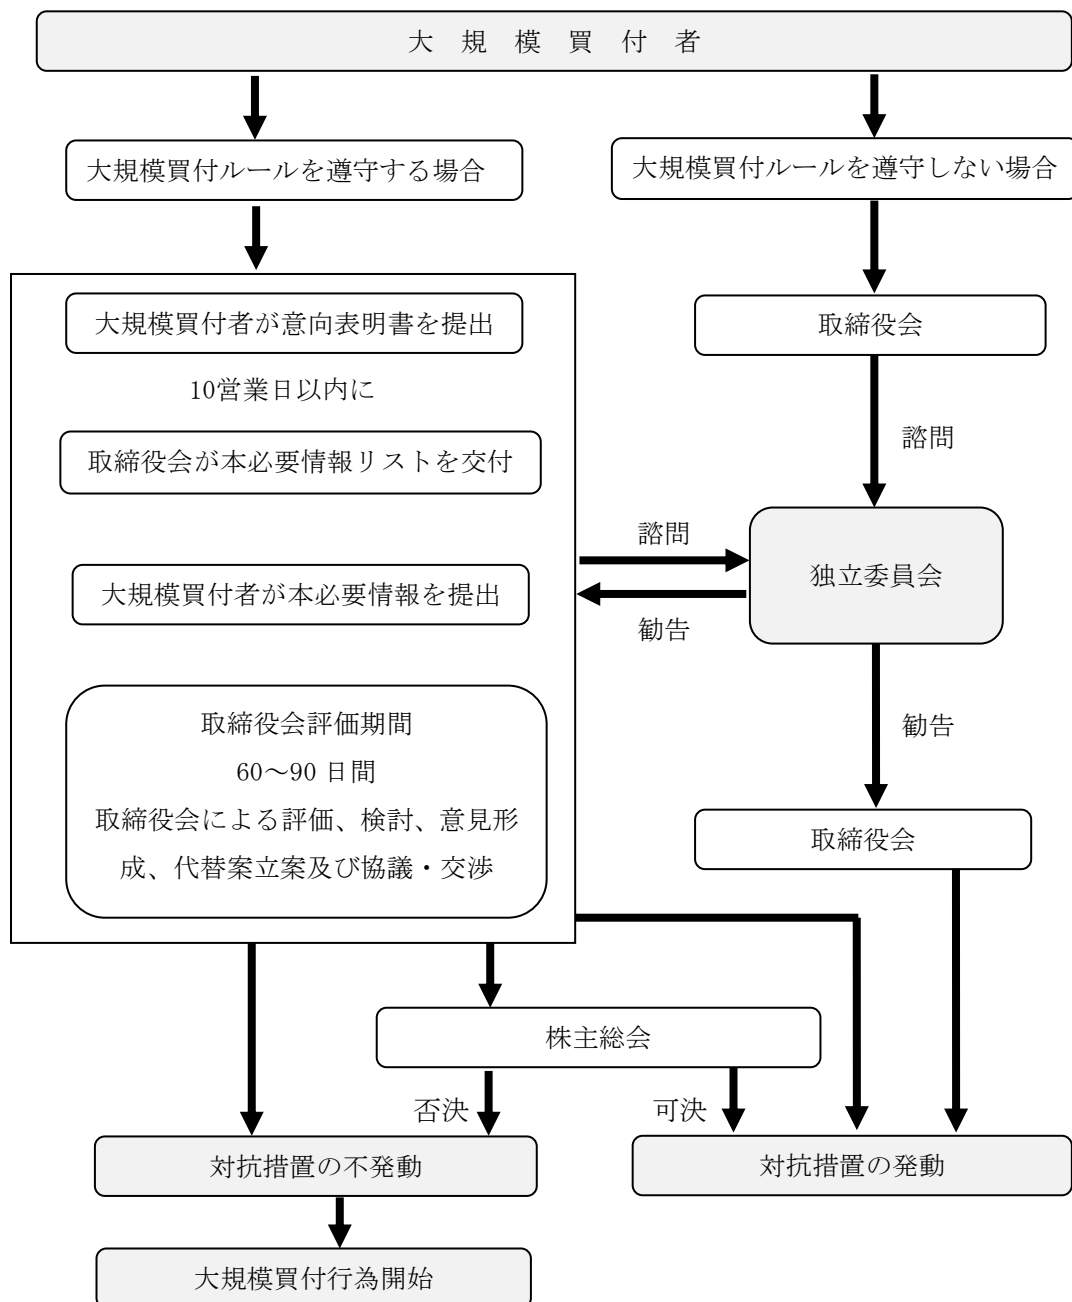 大規模買付者
大規模買付ルールを遵守する場合
大規模買付ルールを遵守しない場合
大規模買付者が意向表明書を提出
取締役会
10営業日以内に
諮問
取締役会が本必要情報リストを交付
諮問
独立委員会
大規模買付者が本必要情報を提出
勧告
取締役会評価期間
60～90 日間
取締役会による評価、検討、意見形
成、代替案立案及び協議・交渉
勧告
取締役会
株主総会
否決
可決
対抗措置の不発動
対抗措置の発動
大規模買付行為開始